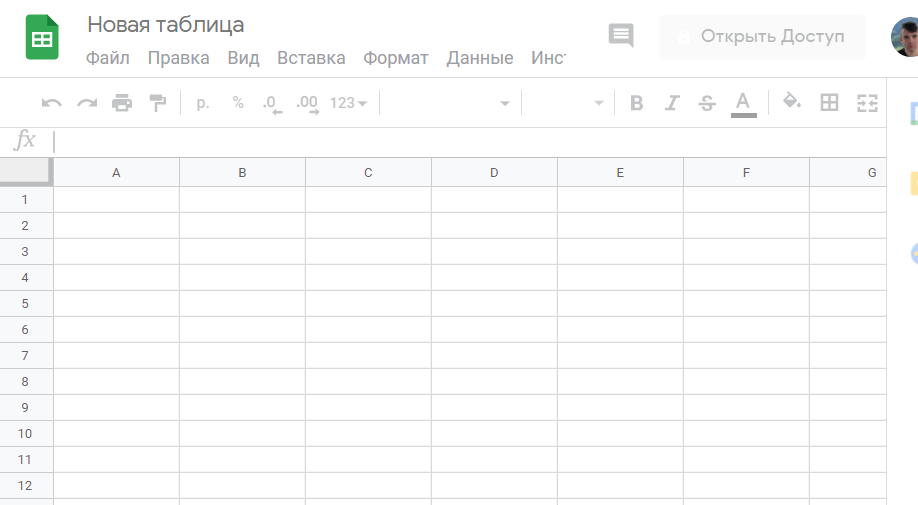 Новая таблица
Файл Правка Вид Вставка Формат Данные Инс
Открыть Доступ
р. % .0 .00 123 B I S A
fx
A B C D E F G
1
2
3
4
5
6
7
8
9
10
11
12